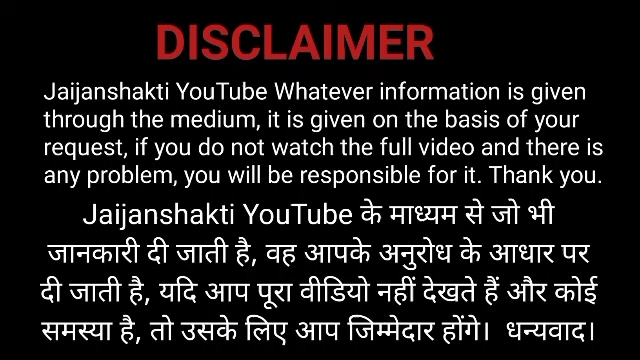 DISCLAIMER
Jaijanshakti YouTube Whatever information is given
through the medium, it is given on the basis of your
request, if you do not watch the full video and there is
any problem, you will be responsible for it. Thank you.
Jaijanshakti YouTube के माध्यम से जो भी
जानकारी दी जाती है, वह आपके अनुरोध के आधार पर
दी जाती है, यदि आप पूरा वीडियो नहीं देखते हैं और कोई
समस्या है, तो उसके लिए आप जिम्मेदार होंगे। धन्यवाद।